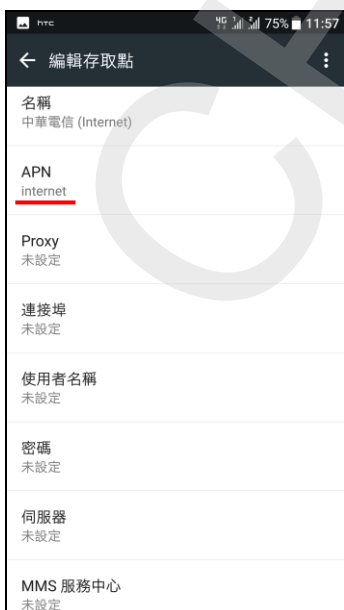 hTC 4G 75% 11:57
編輯存取點
名稱
中華電信 (Internet)
APN
internet
Proxy
未設定
連接埠
未設定
使用者名稱
未設定
密碼
未設定
伺服器
未設定
MMS 服務中心
未設定